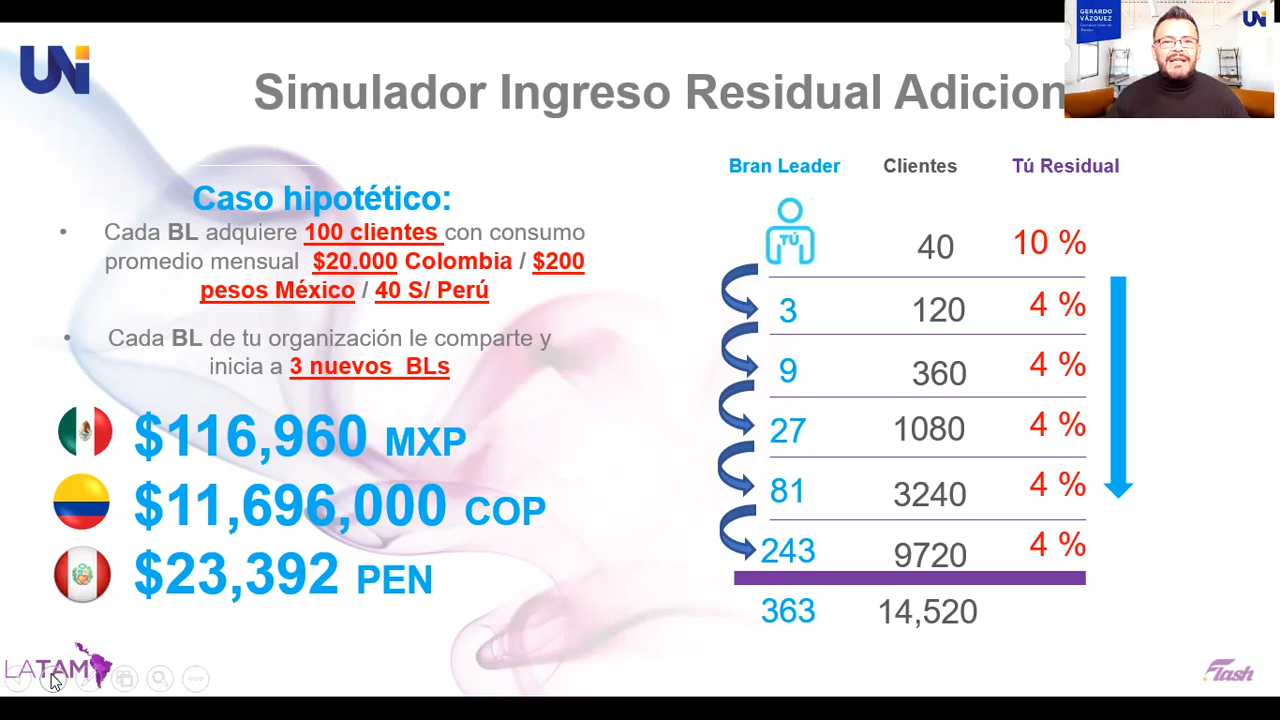 UNi
Simulador Ingreso Residual Adicion
GERARDO
VÁZQUEZ
UNi
Caso hipotético:
• Cada BL adquiere 100 clientes con consumo
promedio mensual $20.000 Colombia / $200
pesos México / 40 S/ Perú
• Cada BL de tu organización le comparte y
inicia a 3 nuevos BLs
$116,960 MXP
$11,696,000 COP
$23,392 PEN
Bran Leader Clientes Tú Residual
TÚ 40 10 %
3 120 4 %
9 360 4 %
27 1080 4 %
81 3240 4 %
243 9720 4 %
363 14,520
LATAM
Flash